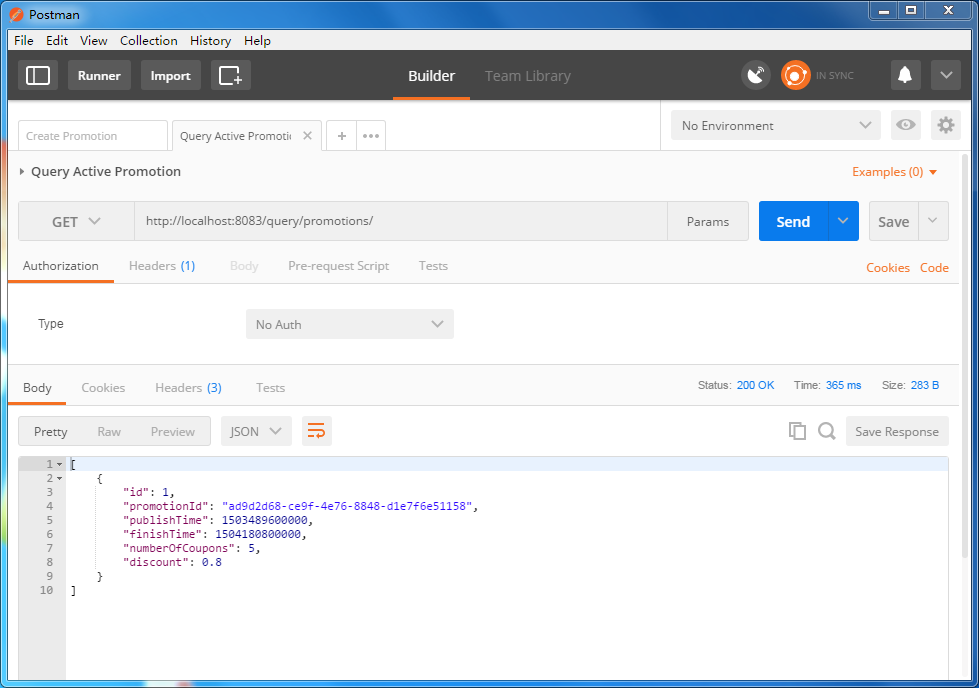 Postman
File Edit View Collection History Help
Runner Import Builder Team Library IN SYNC
Create Promotion Query Active Promotic No Environment
Query Active Promotion Examples (0)
GET http://localhost:8083/query/promotions/ Params Send Save
Authorization Headers (1) Body Pre-request Script Tests Cookies Code
Type No Auth
Body Cookies Headers (3) Tests Status: 200 OK Time: 365 ms Size: 283 B
Pretty Raw Preview JSON Save Response
1 [
2 {
3 "id": 1,
4 "promotionId": "ad9d2d68-ce9f-4e76-8848-d1e7f6e51158",
5 "publishTime": 1503489600000,
6 "finishTime": 1504180800000,
7 "numberOfCoupons": 5,
8 "discount": 0.8
9 }
10 ]